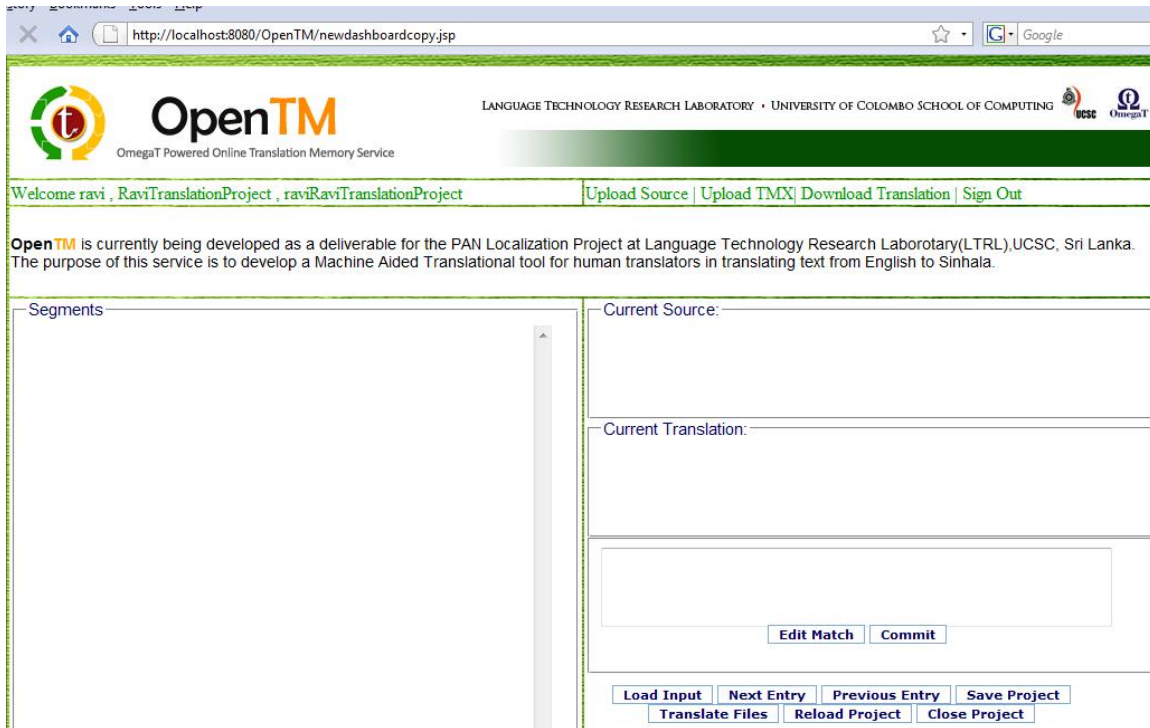 story Bookmarks Tools Help
http://localhost:8080/OpenTM/newdashboardcopy.jsp
G Google
t
OpenTM
OmegaT Powered Online Translation Memory Service
LANGUAGE TECHNOLOGY RESEARCH LABORATORY • UNIVERSITY OF COLOMBO SCHOOL OF COMPUTING
UCSC
OmegaT
Welcome ravi , RaviTranslationProject , raviRaviTranslationProject
Upload Source | Upload TMX| Download Translation | Sign Out
OpenTM is currently being developed as a deliverable for the PAN Localization Project at Language Technology Research Laborotary(LTRL),UCSC, Sri Lanka.
The purpose of this service is to develop a Machine Aided Translational tool for human translators in translating text from English to Sinhala.
Segments
Current Source:
Current Translation:
Edit Match Commit
Load Input Next Entry Previous Entry Save Project
Translate Files Reload Project Close Project